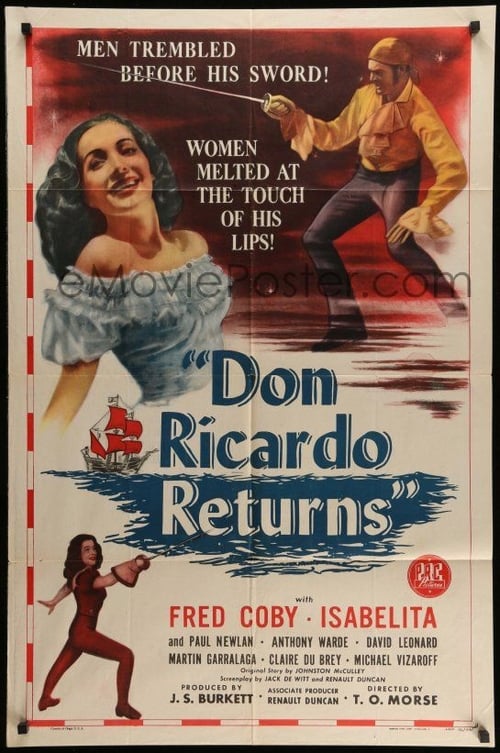 MEN TREMBLED
BEFORE HIS SWORD!
WOMEN
MELTED AT
THE TOUCH
OF HIS
LIPS!
eMoviePoster.com
"Don
Ricardo
Returns"
PRC
Pictures
with
FRED COBY · ISABELITA
and PAUL NEWLAN · ANTHONY WARDE · DAVID LEONARD
MARTIN GARRALAGA · CLAIRE DU BREY · MICHAEL VIZAROFF
Original Story by JOHNSTON McCULLEY
Screenplay by JACK DE WITT and RENAULT DUNCAN
PRODUCED BY
J. S. BURKETT
ASSOCIATE PRODUCER
RENAULT DUNCAN
DIRECTED BY
T. O. MORSE